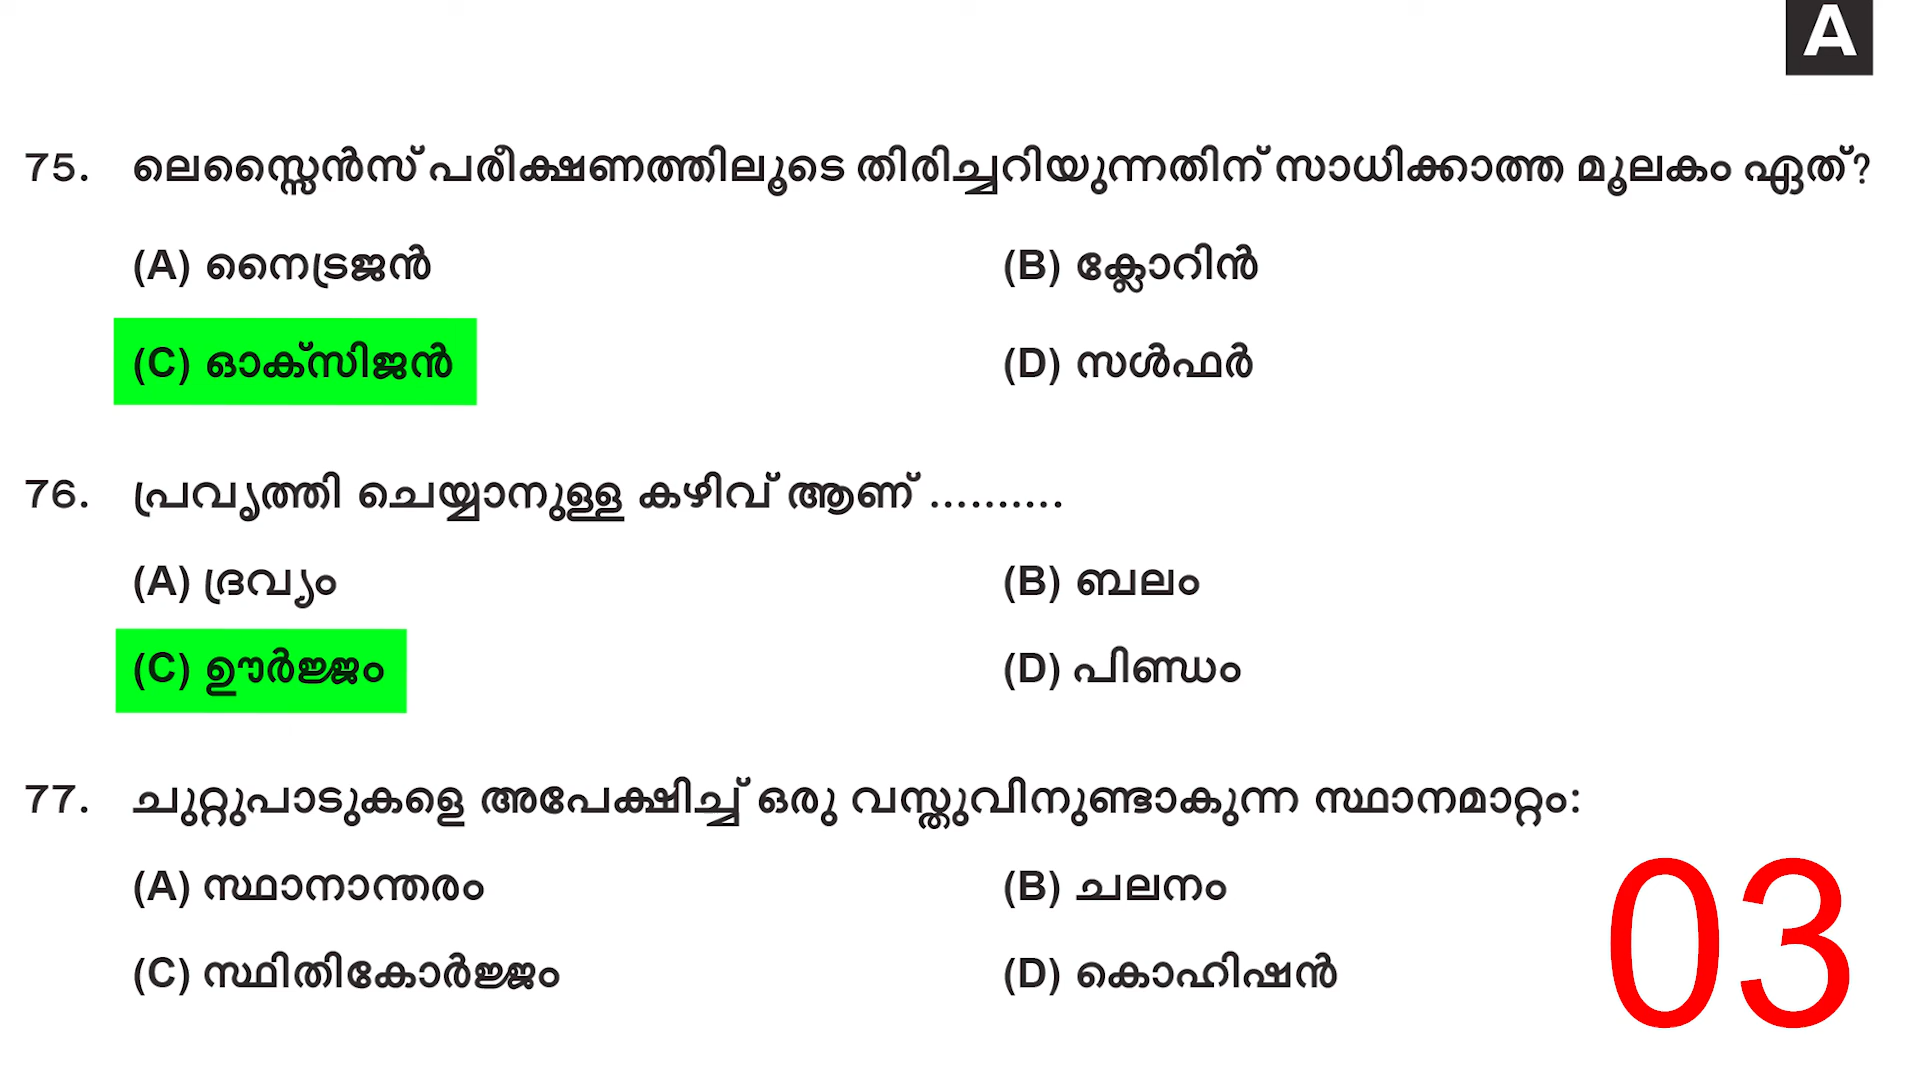 A
75. ലെസ്സൈൻസ് പരീക്ഷണത്തിലൂടെ തിരിച്ചറിയുന്നതിന് സാധിക്കാത്ത മൂലകം ഏത്?
(A) നൈട്രജൻ (B) ക്ലോറിൻ
(C) ഓക്സിജൻ (D) സൾഫർ
76. പ്രവൃത്തി ചെയ്യാനുള്ള കഴിവ് ആണ് ..........
(A) ദ്രവ്യം (B) ബലം
(C) ഊർജ്ജം (D) പിണ്ഡം
77. ചുറ്റുപാടുകളെ അപേക്ഷിച്ച് ഒരു വസ്തുവിനുണ്ടാകുന്ന സ്ഥാനമാറ്റം:
(A) സ്ഥാനാന്തരം (B) ചലനം
(C) സ്ഥിതികോർജ്ജം (D) കൊഹിഷൻ
03